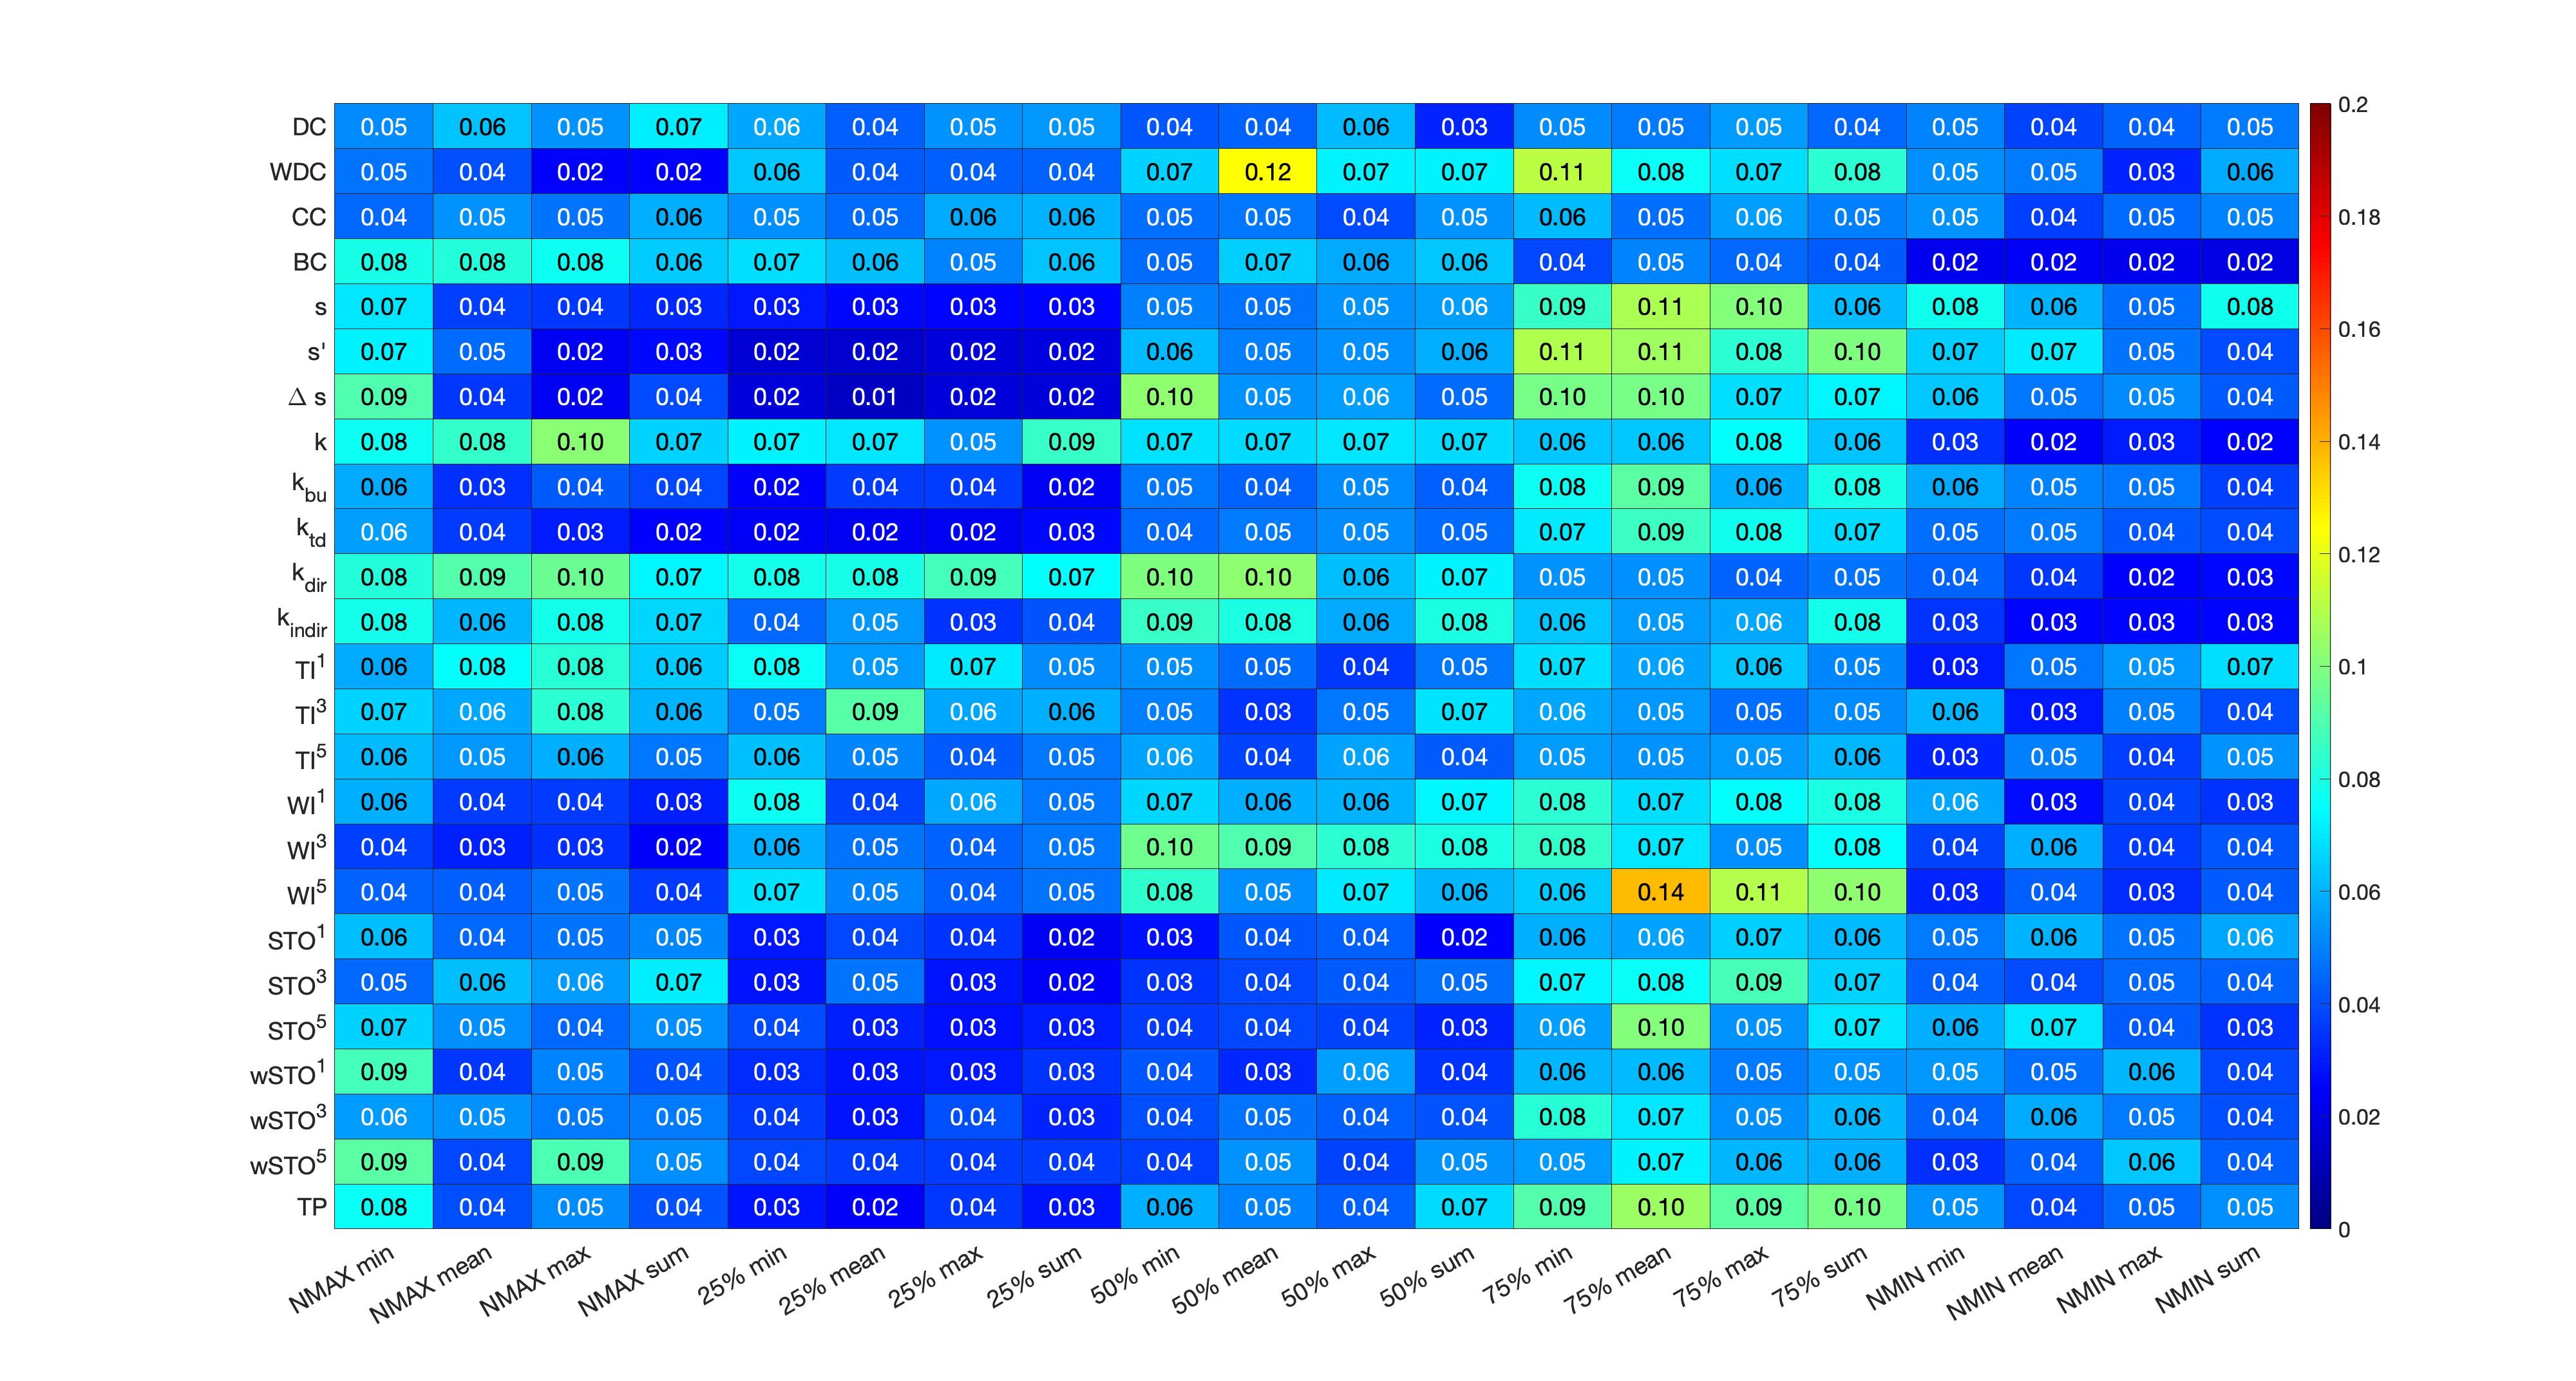 DC 0.05 0.06 0.05 0.07 0.06 0.04 0.05 0.05 0.04 0.04 0.06 0.03 0.05 0.05 0.05 0.04 0.05 0.04 0.04 0.05
WDC 0.05 0.04 0.02 0.02 0.06 0.04 0.04 0.04 0.07 0.12 0.07 0.07 0.11 0.08 0.07 0.08 0.05 0.05 0.03 0.06
CC 0.04 0.05 0.05 0.06 0.05 0.05 0.06 0.06 0.05 0.05 0.04 0.05 0.06 0.05 0.06 0.05 0.05 0.04 0.05 0.05
BC 0.08 0.08 0.08 0.06 0.07 0.06 0.05 0.06 0.05 0.07 0.06 0.06 0.04 0.05 0.04 0.04 0.02 0.02 0.02 0.02
s 0.07 0.04 0.04 0.03 0.03 0.03 0.03 0.03 0.05 0.05 0.05 0.06 0.09 0.11 0.10 0.06 0.08 0.06 0.05 0.08
s' 0.07 0.05 0.02 0.03 0.02 0.02 0.02 0.02 0.06 0.05 0.05 0.06 0.11 0.11 0.08 0.10 0.07 0.07 0.05 0.04
Δ s 0.09 0.04 0.02 0.04 0.02 0.01 0.02 0.02 0.10 0.05 0.06 0.05 0.10 0.10 0.07 0.07 0.06 0.05 0.05 0.04
k 0.08 0.08 0.10 0.07 0.07 0.07 0.05 0.09 0.07 0.07 0.07 0.07 0.06 0.06 0.08 0.06 0.03 0.02 0.03 0.02
k_bu 0.06 0.03 0.04 0.04 0.02 0.04 0.04 0.02 0.05 0.04 0.05 0.04 0.08 0.09 0.06 0.08 0.06 0.05 0.05 0.04
k_td 0.06 0.04 0.03 0.02 0.02 0.02 0.02 0.03 0.04 0.05 0.05 0.05 0.07 0.09 0.08 0.07 0.05 0.05 0.04 0.04
k_dir 0.08 0.09 0.10 0.07 0.08 0.08 0.09 0.07 0.10 0.10 0.06 0.07 0.05 0.05 0.04 0.05 0.04 0.04 0.02 0.03
k_indir 0.08 0.06 0.08 0.07 0.04 0.05 0.03 0.04 0.09 0.08 0.06 0.08 0.06 0.05 0.06 0.08 0.03 0.03 0.03 0.03
TI^1 0.06 0.08 0.08 0.06 0.08 0.05 0.07 0.05 0.05 0.05 0.04 0.05 0.07 0.06 0.06 0.05 0.03 0.05 0.05 0.07
TI^3 0.07 0.06 0.08 0.06 0.05 0.09 0.06 0.06 0.05 0.03 0.05 0.07 0.06 0.05 0.05 0.05 0.06 0.03 0.05 0.04
TI^5 0.06 0.05 0.06 0.05 0.06 0.05 0.04 0.05 0.06 0.04 0.06 0.04 0.05 0.05 0.05 0.06 0.03 0.05 0.04 0.05
WI^1 0.06 0.04 0.04 0.03 0.08 0.04 0.06 0.05 0.07 0.06 0.06 0.07 0.08 0.07 0.08 0.08 0.06 0.03 0.04 0.03
WI^3 0.04 0.03 0.03 0.02 0.06 0.05 0.04 0.05 0.10 0.09 0.08 0.08 0.08 0.07 0.05 0.08 0.04 0.06 0.04 0.04
WI^5 0.04 0.04 0.05 0.04 0.07 0.05 0.04 0.05 0.08 0.05 0.07 0.06 0.06 0.14 0.11 0.10 0.03 0.04 0.03 0.04
STO^1 0.06 0.04 0.05 0.05 0.03 0.04 0.04 0.02 0.03 0.04 0.04 0.02 0.06 0.06 0.07 0.06 0.05 0.06 0.05 0.06
STO^3 0.05 0.06 0.06 0.07 0.03 0.05 0.03 0.02 0.03 0.04 0.04 0.05 0.07 0.08 0.09 0.07 0.04 0.04 0.05 0.04
STO^5 0.07 0.05 0.04 0.05 0.04 0.03 0.03 0.03 0.04 0.04 0.04 0.03 0.06 0.10 0.05 0.07 0.06 0.07 0.04 0.03
wSTO^1 0.09 0.04 0.05 0.04 0.03 0.03 0.03 0.03 0.04 0.03 0.06 0.04 0.06 0.06 0.05 0.05 0.05 0.05 0.06 0.04
wSTO^3 0.06 0.05 0.05 0.05 0.04 0.03 0.04 0.03 0.04 0.05 0.04 0.04 0.08 0.07 0.05 0.06 0.04 0.06 0.05 0.04
wSTO^5 0.09 0.04 0.09 0.05 0.04 0.04 0.04 0.04 0.04 0.05 0.04 0.05 0.05 0.07 0.06 0.06 0.03 0.04 0.06 0.04
TP 0.08 0.04 0.05 0.04 0.03 0.02 0.04 0.03 0.06 0.05 0.04 0.07 0.09 0.10 0.09 0.10 0.05 0.04 0.05 0.05
NMAX min NMAX mean NMAX max NMAX sum 25% min 25% mean 25% max 25% sum 50% min 50% mean 50% max 50% sum 75% min 75% mean 75% max 75% sum NMIN min NMIN mean NMIN max NMIN sum
0.2
0.18
0.16
0.14
0.12
0.1
0.08
0.06
0.04
0.02
0